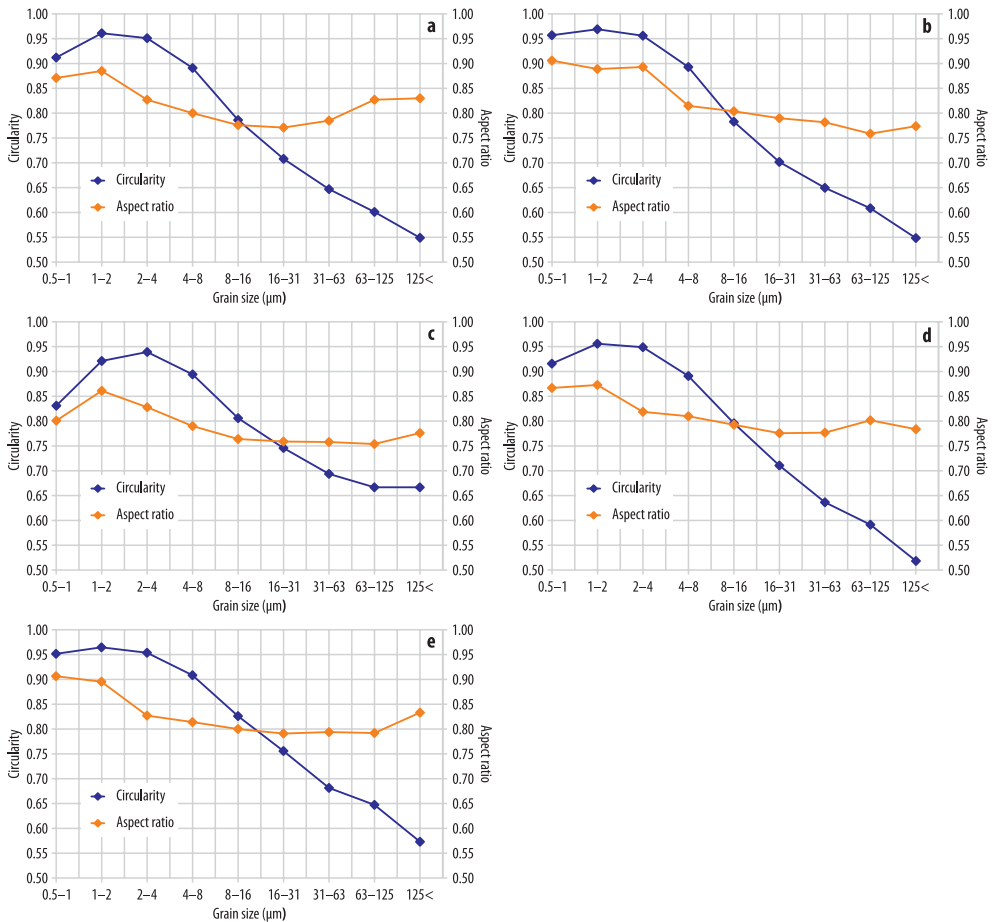 a
1.00 0.95 0.90 0.85 0.80 0.75 0.70 0.65 0.60 0.55 0.50
Circularity
Circularity
Aspect ratio
1.00 0.95 0.90 0.85 0.80 0.75 0.70 0.65 0.60 0.55 0.50
Aspect ratio
0.5–1 1–2 2–4 4–8 8–16 16–31 31–63 63–125 125<
Grain size (μm)
b
1.00 0.95 0.90 0.85 0.80 0.75 0.70 0.65 0.60 0.55 0.50
Circularity
Circularity
Aspect ratio
1.00 0.95 0.90 0.85 0.80 0.75 0.70 0.65 0.60 0.55 0.50
Aspect ratio
0.5–1 1–2 2–4 4–8 8–16 16–31 31–63 63–125 125<
Grain size (μm)
c
1.00 0.95 0.90 0.85 0.80 0.75 0.70 0.65 0.60 0.55 0.50
Circularity
Circularity
Aspect ratio
1.00 0.95 0.90 0.85 0.80 0.75 0.70 0.65 0.60 0.55 0.50
Aspect ratio
0.5–1 1–2 2–4 4–8 8–16 16–31 31–63 63–125 125<
Grain size (μm)
d
1.00 0.95 0.90 0.85 0.80 0.75 0.70 0.65 0.60 0.55 0.50
Circularity
Circularity
Aspect ratio
1.00 0.95 0.90 0.85 0.80 0.75 0.70 0.65 0.60 0.55 0.50
Aspect ratio
0.5–1 1–2 2–4 4–8 8–16 16–31 31–63 63–125 125<
Grain size (μm)
e
1.00 0.95 0.90 0.85 0.80 0.75 0.70 0.65 0.60 0.55 0.50
Circularity
Circularity
Aspect ratio
1.00 0.95 0.90 0.85 0.80 0.75 0.70 0.65 0.60 0.55 0.50
Aspect ratio
0.5–1 1–2 2–4 4–8 8–16 16–31 31–63 63–125 125<
Grain size (μm)